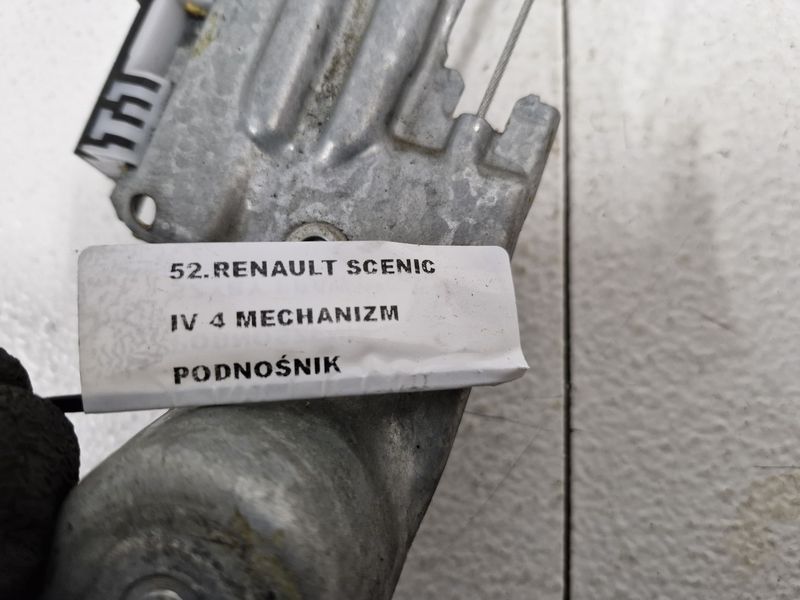 52.RENAULT SCENIC
IV 4 MECHANIZM
PODNOŚNIK